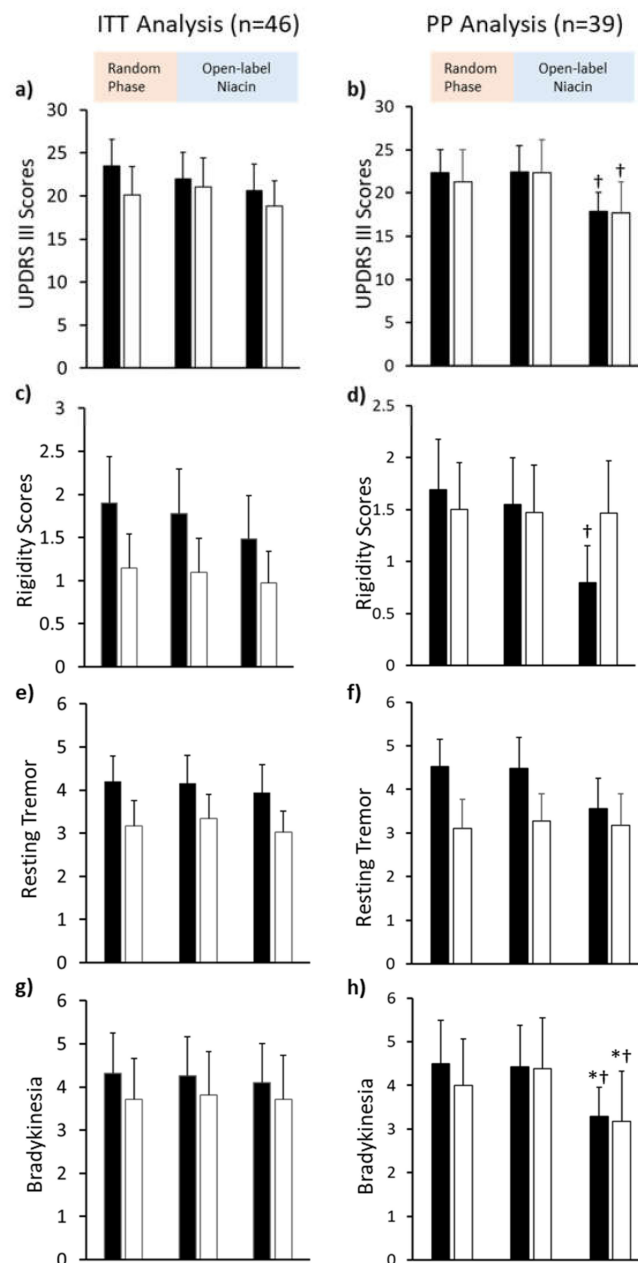 ITT Analysis (n=46)
PP Analysis (n=39)
Random
Phase
Open-label
Niacin
Random
Phase
Open-label
Niacin
a)
UPDRS III Scores
30
25
20
15
10
5
0
b)
UPDRS III Scores
30
25
20
15
10
5
0
† †
c)
Rigidity Scores
3
2.5
2
1.5
1
0.5
0
d)
Rigidity Scores
2.5
2
1.5
1
0.5
0
†
e)
Resting Tremor
6
5
4
3
2
1
0
f)
Resting Tremor
6
5
4
3
2
1
0
g)
Bradykinesia
6
5
4
3
2
1
0
h)
Bradykinesia
6
5
4
3
2
1
0
*† *†